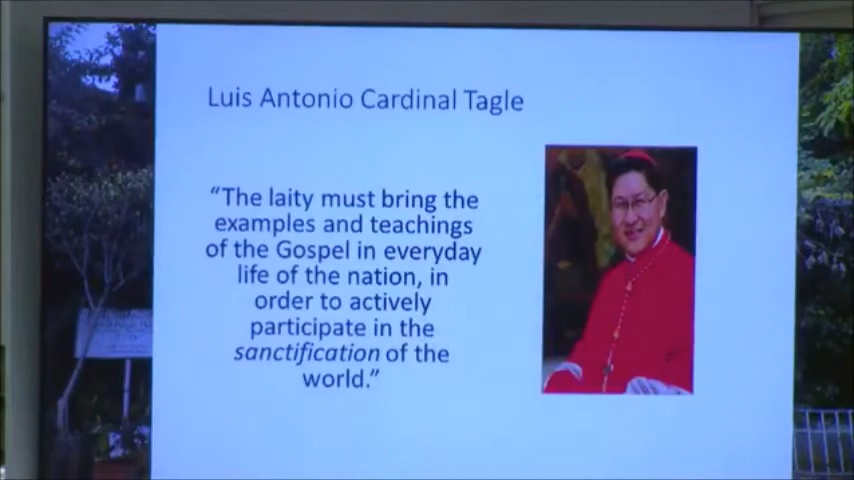 Luis Antonio Cardinal Tagle
“The laity must bring the
examples and teachings
of the Gospel in everyday
life of the nation, in
order to actively
participate in the
sanctification of the
world.”